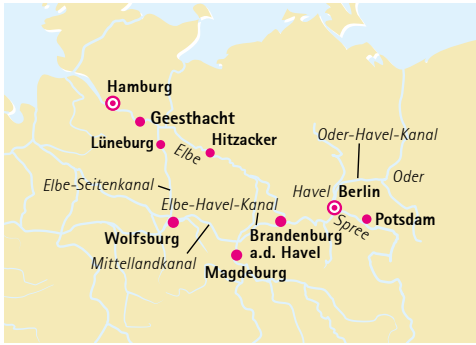 Hamburg
Geesthacht
Lüneburg
Hitzacker
Elbe
Oder-Havel-Kanal
Oder
Elbe-Seitenkanal
Elbe-Havel-Kanal
Havel
Berlin
Spree
Potsdam
Wolfsburg
Brandenburg
a.d. Havel
Mittellandkanal
Magdeburg